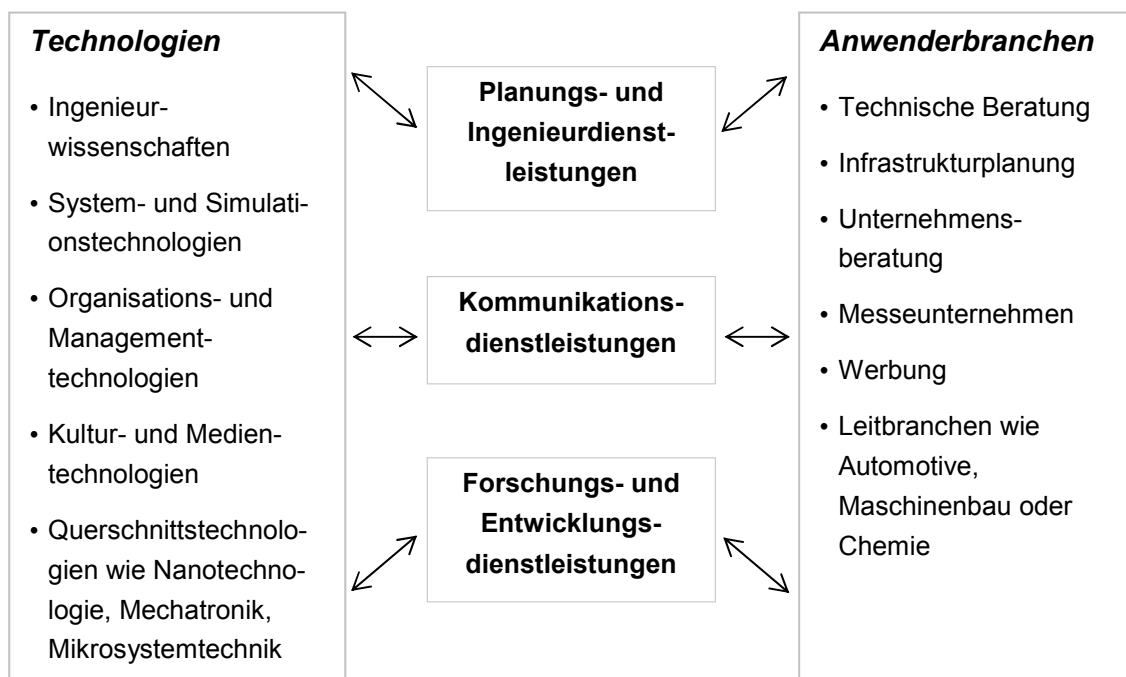 Technologien
• Ingenieur-
wissenschaften
• System- und Simulati-
onstechnologien
• Organisations- und
Management-
technologien
• Kultur- und Medien-
technologien
• Querschnittstechnolo-
gien wie Nanotechno-
logie, Mechatronik,
Mikrosystemtechnik
Planungs- und
Ingenieurdienst-
leistungen
Kommunikations-
dienstleistungen
Forschungs- und
Entwicklungs-
dienstleistungen
Anwenderbranchen
• Technische Beratung
• Infrastrukturplanung
• Unternehmens-
beratung
• Messeunternehmen
• Werbung
• Leitbranchen wie
Automotive,
Maschinenbau oder
Chemie